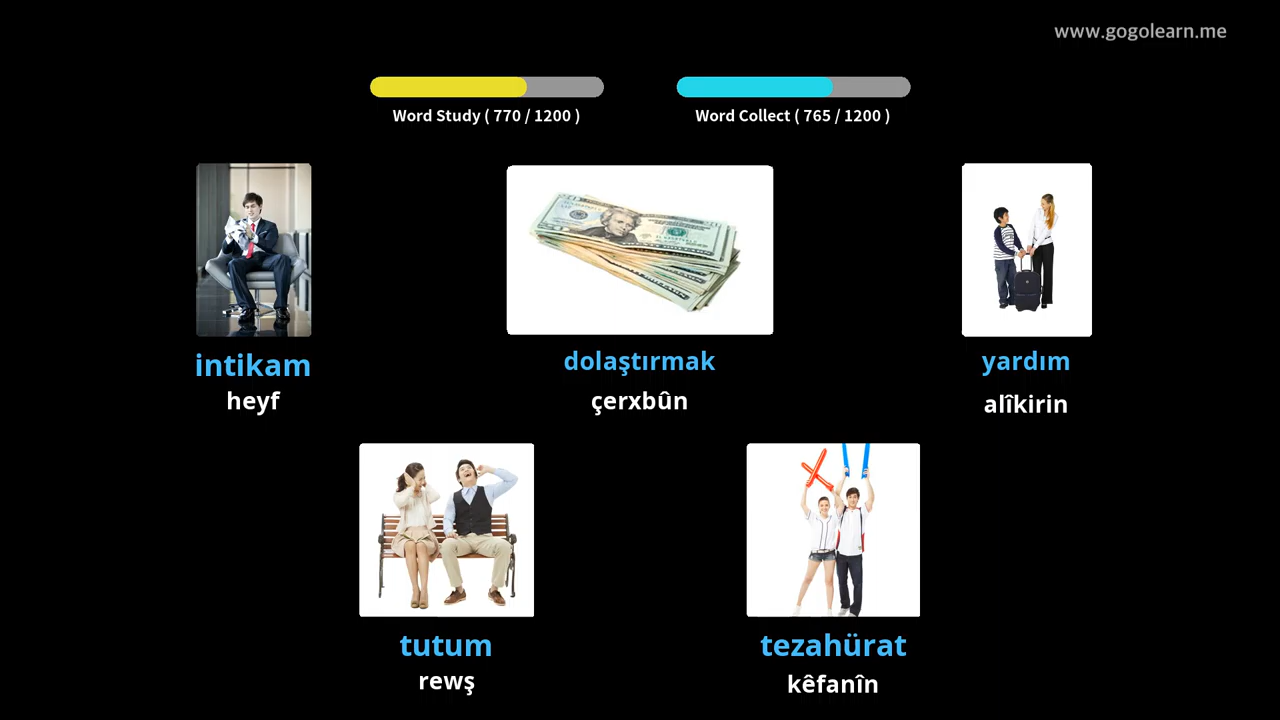 www.gogolearn.me
Word Study ( 770 / 1200 )
Word Collect ( 765 / 1200 )
intikam
heyf
dolaştırmak
çerxbûn
yardım
alîkirin
tutum
rewş
tezahürat
kêfanîn